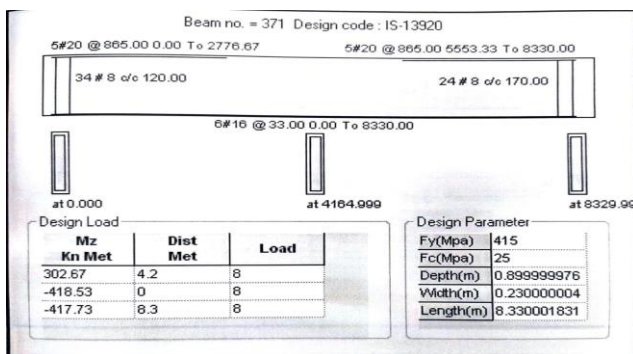 Beam no. = 371 Design code : IS-13920
5#20 @ 865.00 0.00 To 2776.67 5#20 @ 865.00 5553.33 To 8330.00
34 # 8 c/c 120.00 24 # 8 c/c 170.00
6#16 @ 33.00 0.00 To 8330.00
at 0.000 at 4164.999 at 8329.99
Design Load Design Parameter
Mz Kn Met Dist Met Load
302.67 4.2 8
-418.53 0 8
-417.73 8.3 8
Fy(Mpa) 415
Fc(Mpa) 25
Depth(m) 0.899999976
Width(m) 0.230000004
Length(m) 8.330001831